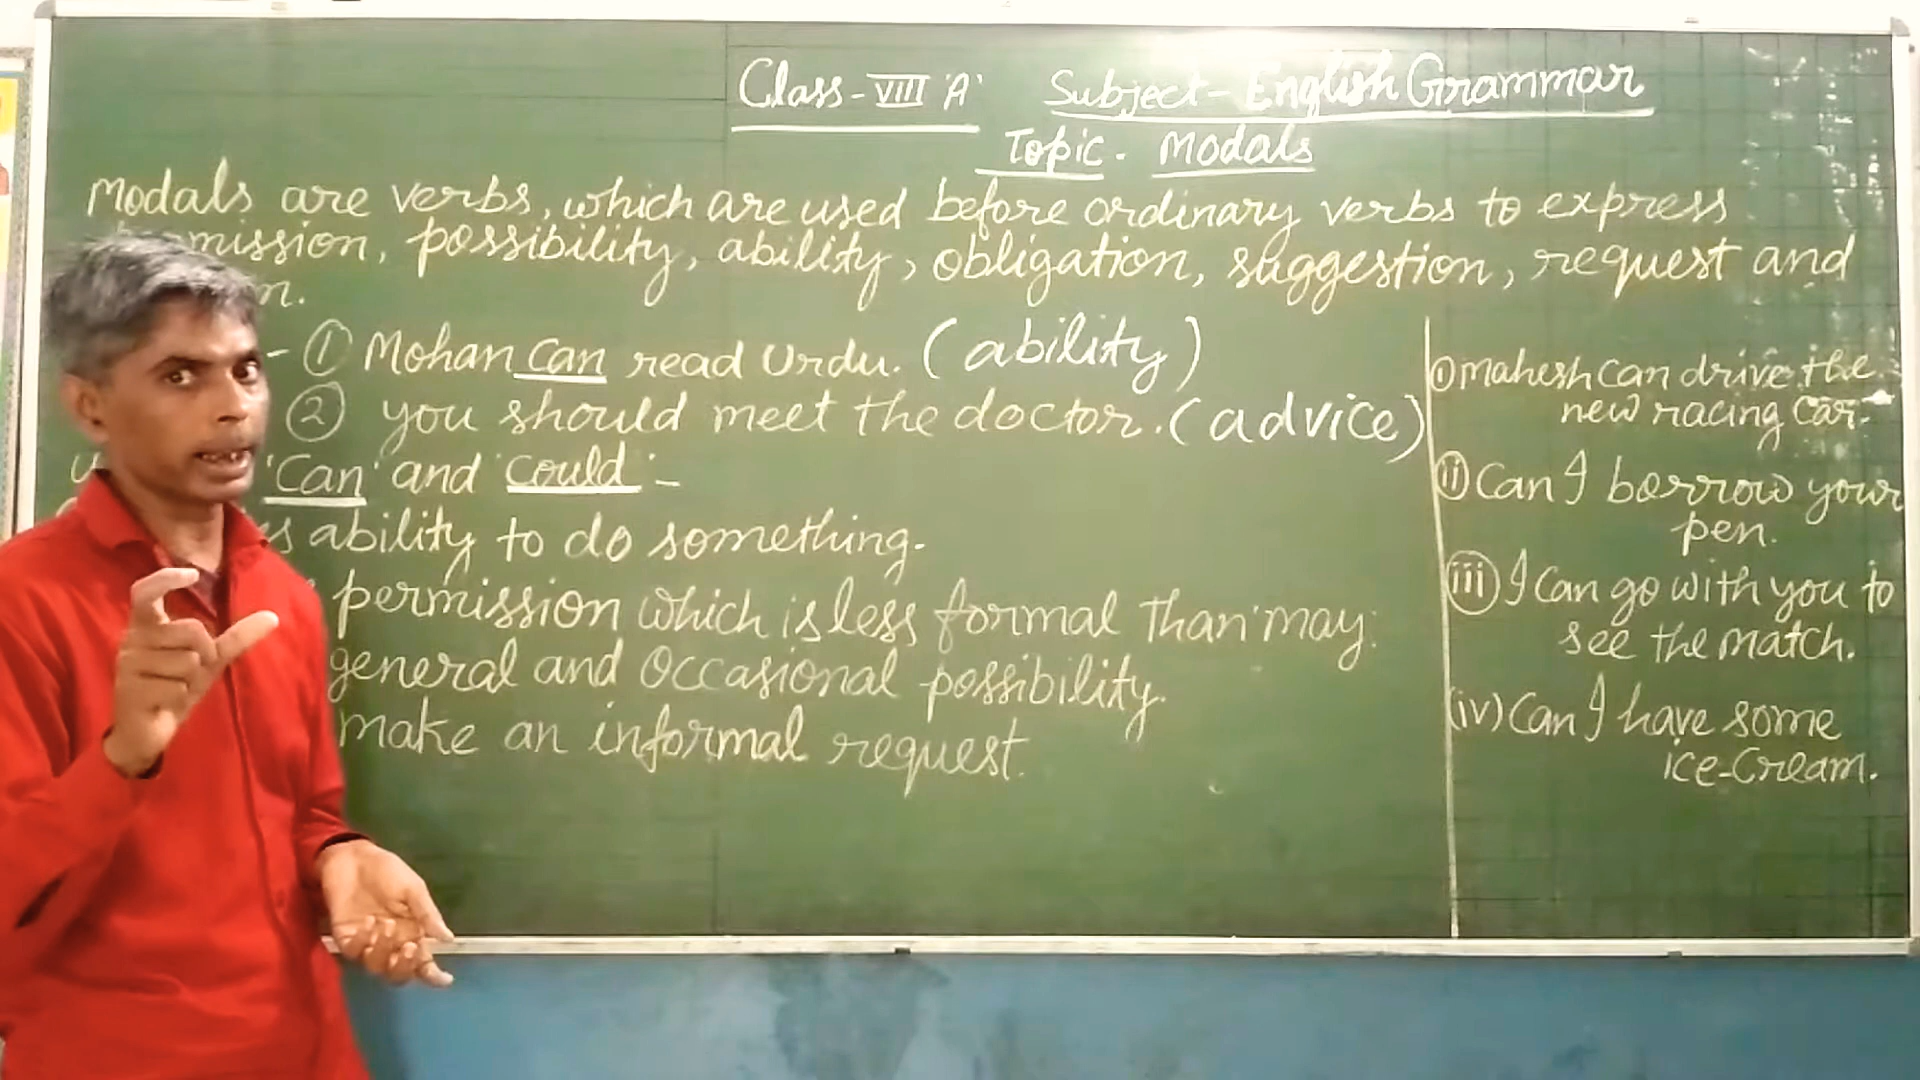 Class-VIII 'A' Subject-English Grammar
Topic. Modals
Modals are verbs, which are used before ordinary verbs to express
mission, possibility, ability, obligation, suggestion, request and
n.
- ① Mohan can read Urdu. (ability)
② you should meet the doctor. (advice)
'Can' and 'could' -
s ability to do something.
permission which is less formal than 'may'.
general and occasional possibility.
make an informal request.
(i) Mahesh can drive the
new racing car.
(ii) Can I borrow your
pen.
(iii) I can go with you to
see the match.
(iv) Can I have some
ice-cream.